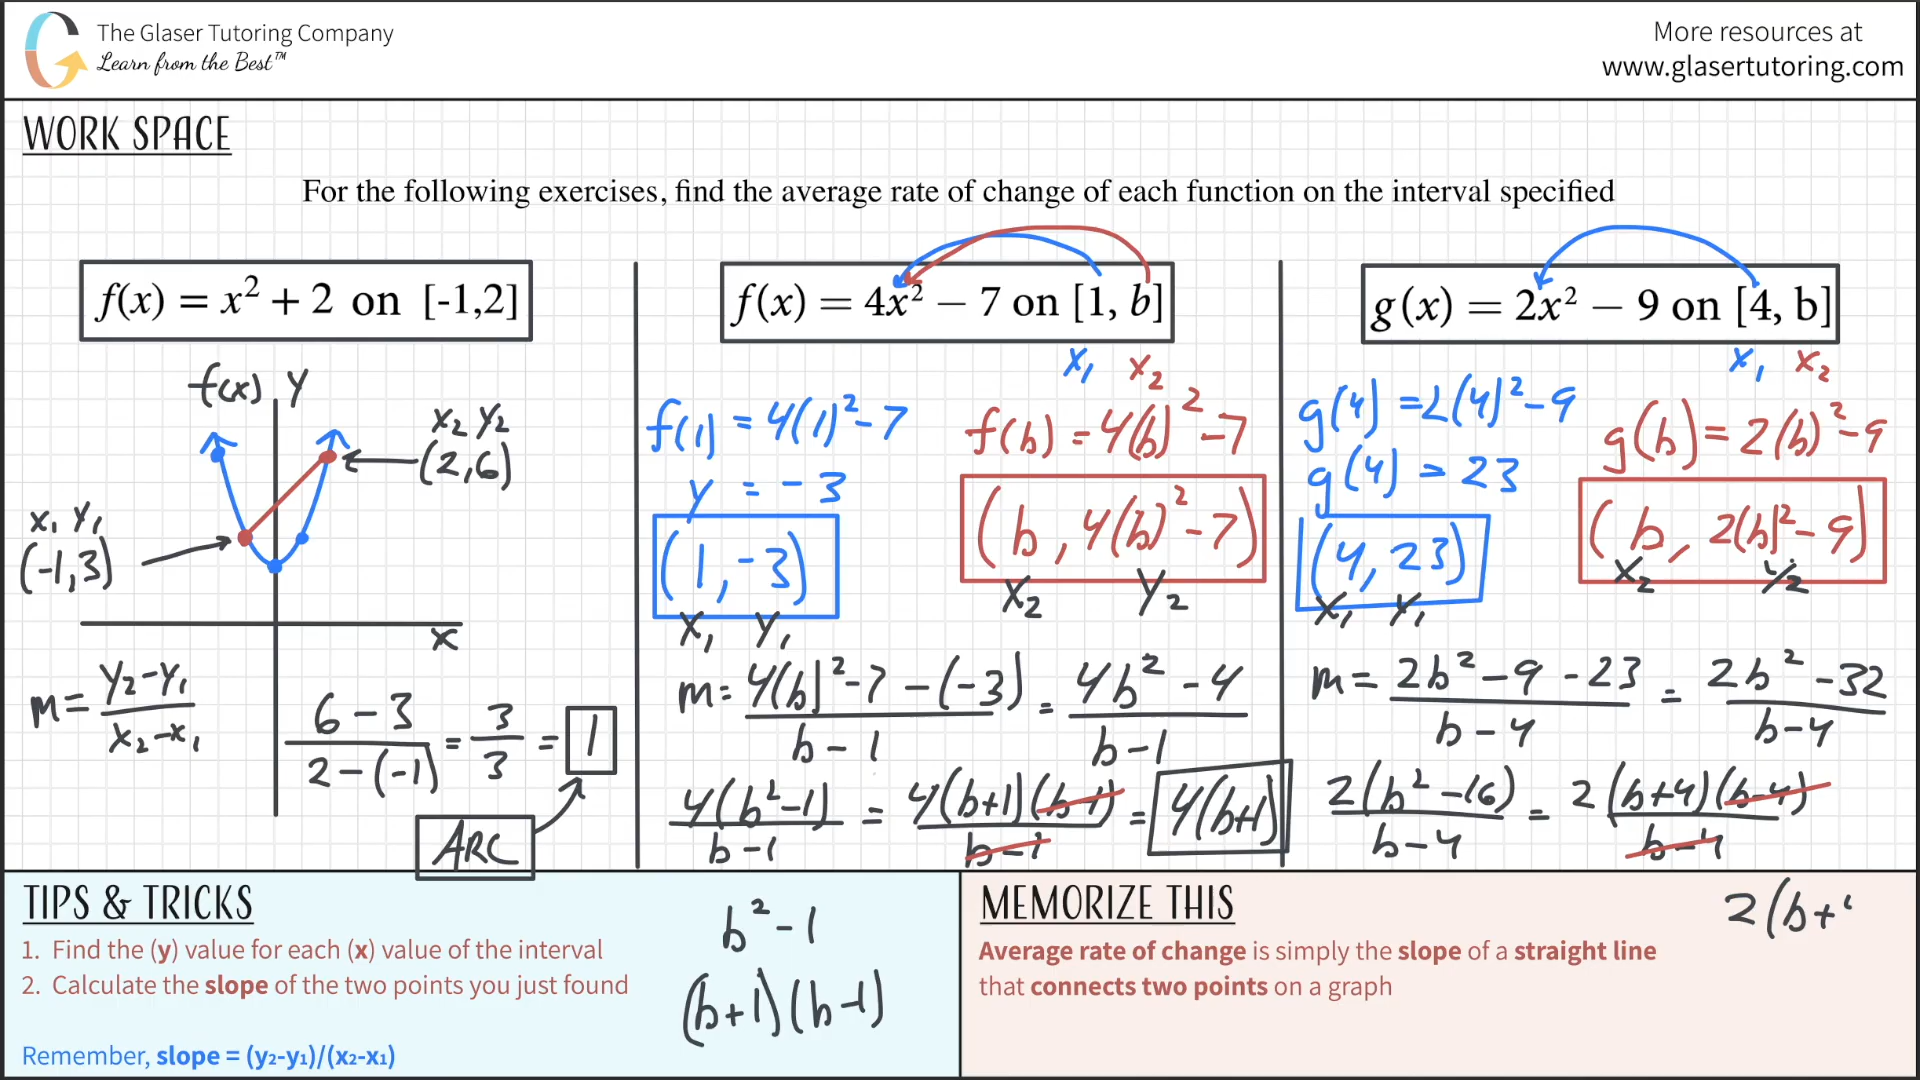 The Glaser Tutoring Company
Learn from the Best™
More resources at
www.glasertutoring.com
WORK SPACE
For the following exercises, find the average rate of change of each function on the interval specified
f(x) = x² + 2 on [-1,2]
f(x) y
x₂ y₂
(2,6)
x₁ y₁
(-1,3)
x
m = y₂-y₁ / x₂-x₁
6-3 / 2-(-1) = 3/3 = 1
ARC
f(x) = 4x² − 7 on [1, b]
x₁ x₂
f(1) = 4(1)²-7
y = -3
(1,-3)
x₁ y₁
f(b) = 4(b)²-7
(b, 4(b)²-7)
x₂ y₂
m = 4(b)²-7-(-3) / b-1 = 4b²-4 / b-1
4(b²-1) / b-1 = 4(b+1)(b-1) / b-1 = 4(b+1)
g(x) = 2x² − 9 on [4, b]
x₁ x₂
g(4) = 2(4)²-9
g(4) = 23
(4,23)
x₁ y₁
g(b) = 2(b)²-9
(b, 2(b)²-9)
x₂ y₂
m = 2b²-9-23 / b-4 = 2b²-32 / b-4
2(b²-16) / b-4 = 2(b+4)(b-4) / b-4
TIPS & TRICKS
1. Find the (y) value for each (x) value of the interval
2. Calculate the slope of the two points you just found
Remember, slope = (y₂-y₁)/(x₂-x₁)
b²-1
(b+1)(b-1)
MEMORIZE THIS
Average rate of change is simply the slope of a straight line
that connects two points on a graph
2(b+